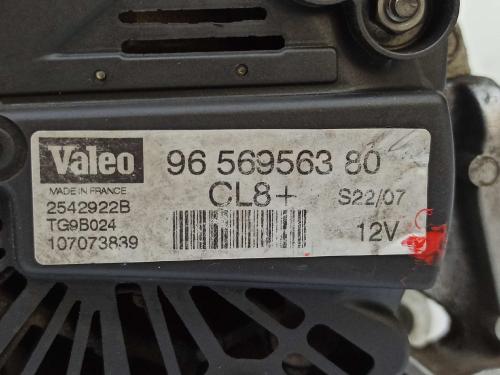 Valeo
MADE IN FRANCE
2542922B
TG9B024
107073839
96 569563 80
CL8+
S22/07
12V